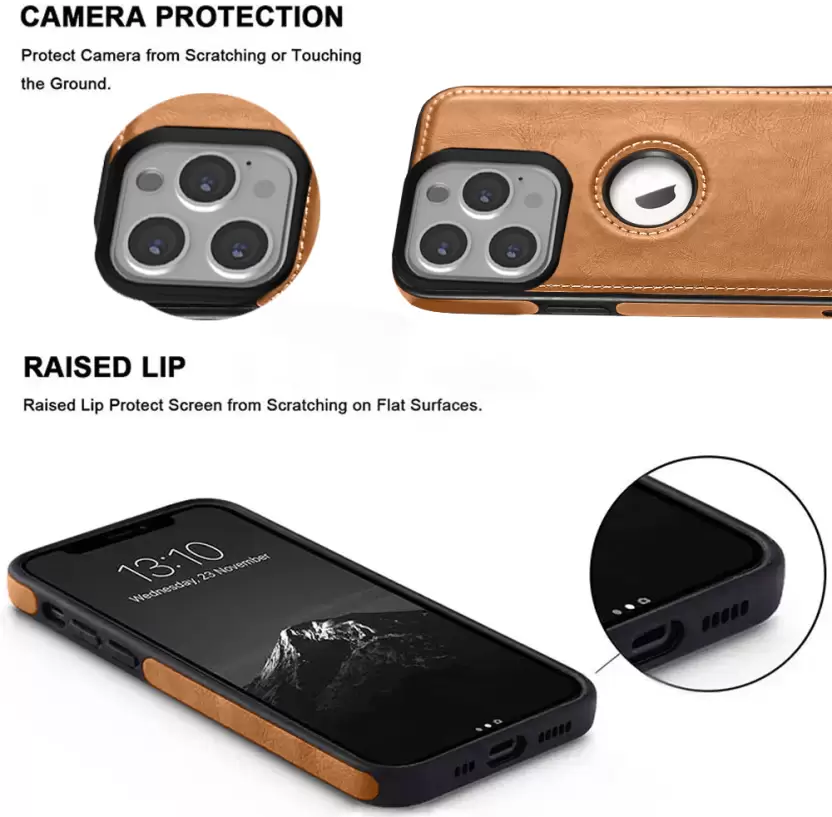 CAMERA PROTECTION
Protect Camera from Scratching or Touching
the Ground.
RAISED LIP
Raised Lip Protect Screen from Scratching on Flat Surfaces.
13:10
Wednesday, 23 November